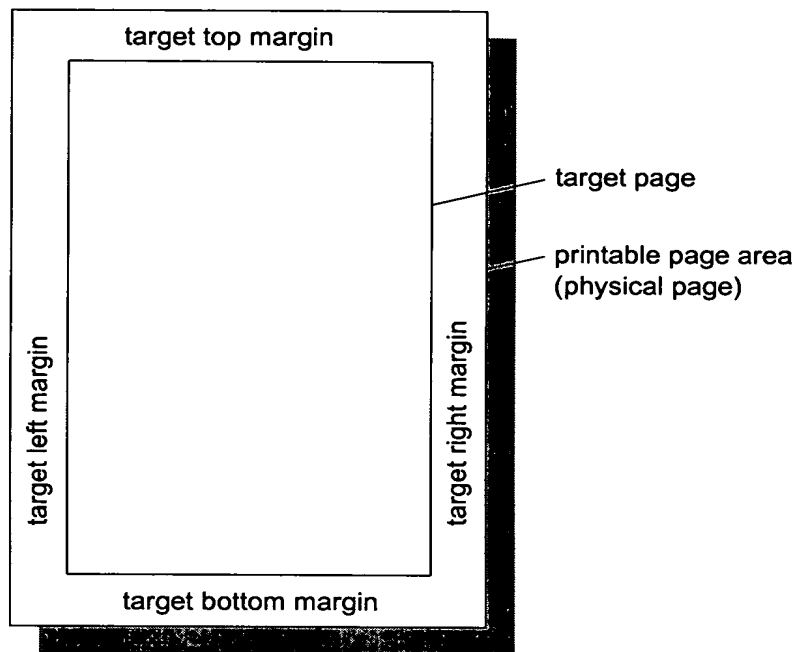 target top margin
target page
printable page area
(physical page)
target left margin
target right margin
target bottom margin